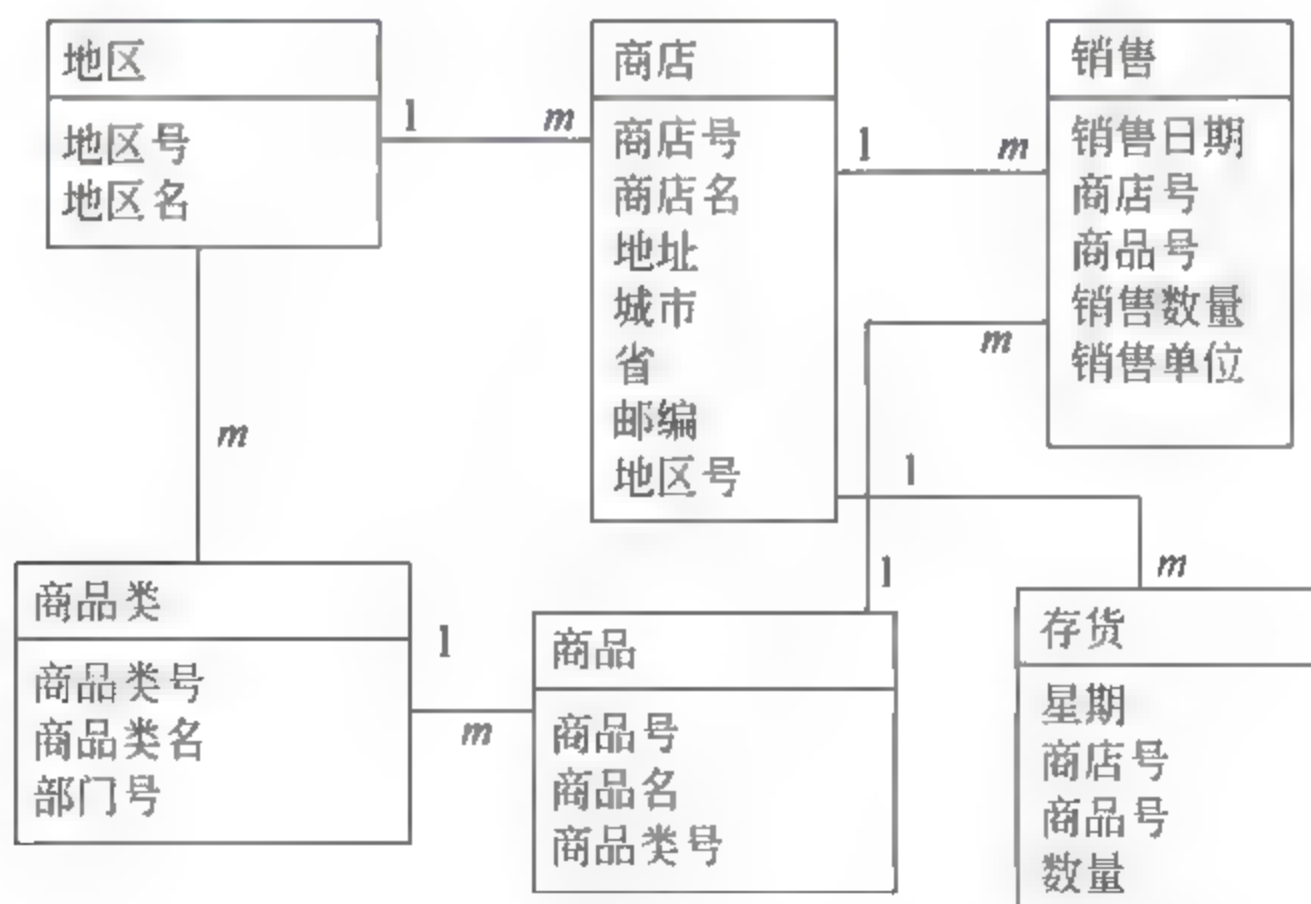 地区
地区号
地区名
1
m
商店
商店号
商店名
地址
城市
省
邮编
地区号
1
m
销售
销售日期
商店号
商品号
销售数量
销售单位
m
m
1
m
1
商品类
商品类号
商品类名
部门号
1
m
商品
商品号
商品名
商品类号
存货
星期
商店号
商品号
数量